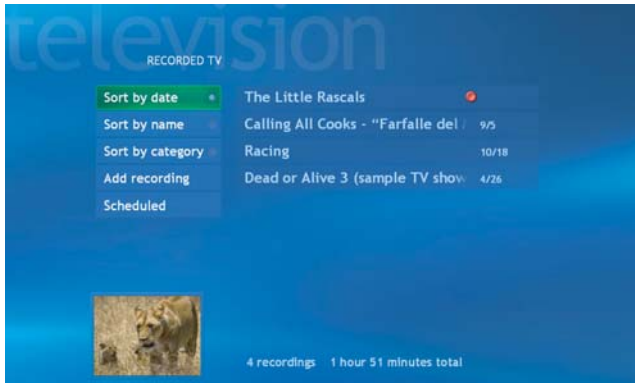 television
RECORDED TV
Sort by date
Sort by name
Sort by category
Add recording
Scheduled
The Little Rascals
Calling All Cooks - "Farfalle del 9/5
Racing 10/18
Dead or Alive 3 (sample TV show 4/26
4 recordings 1 hour 51 minutes total